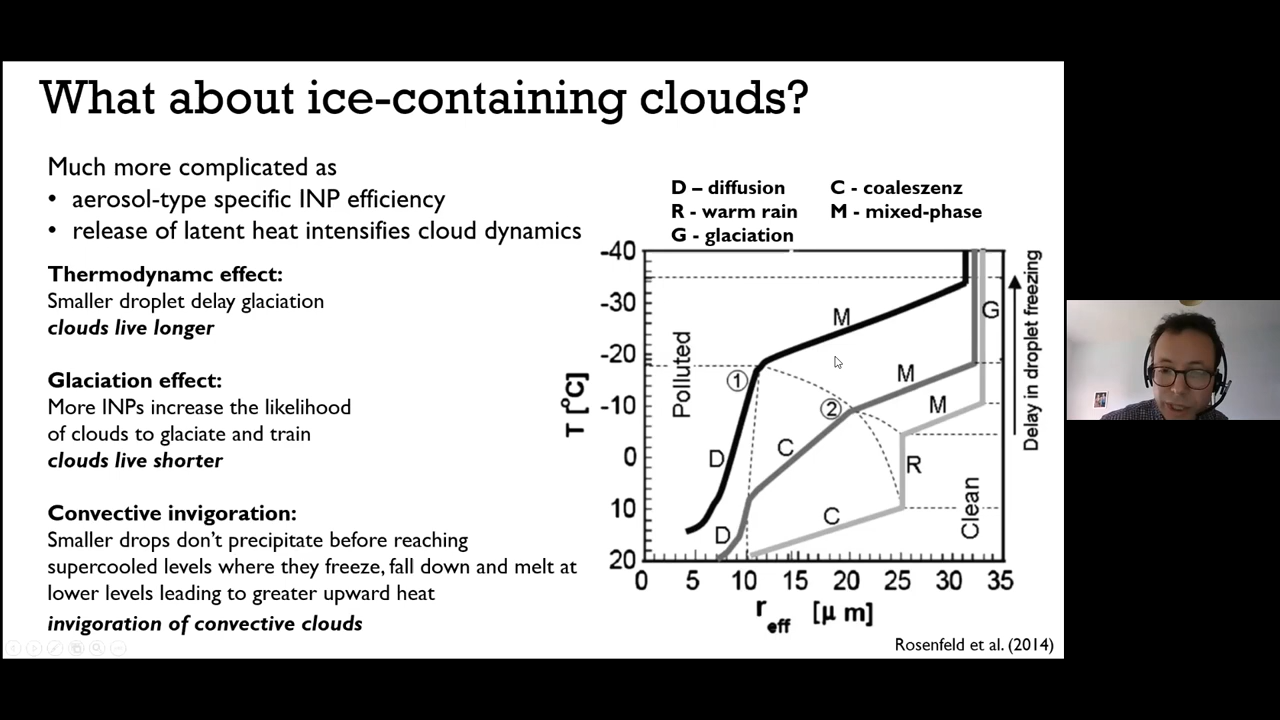 What about ice-containing clouds?
Much more complicated as
• aerosol-type specific INP efficiency
• release of latent heat intensifies cloud dynamics
Thermodynamc effect:
Smaller droplet delay glaciation
clouds live longer
Glaciation effect:
More INPs increase the likelihood
of clouds to glaciate and train
clouds live shorter
Convective invigoration:
Smaller drops don't precipitate before reaching
supercooled levels where they freeze, fall down and melt at
lower levels leading to greater upward heat
invigoration of convective clouds
D – diffusion
C - coaleszenz
R - warm rain
M - mixed-phase
G - glaciation
-40
-30
-20
-10
0
10
20
T [°C]
Polluted
M
G
1
M
2
M
D
C
R
D
C
Clean
Delay in droplet freezing
0 5 10 15 20 25 30 35
r eff [μ m]
Rosenfeld et al. (2014)